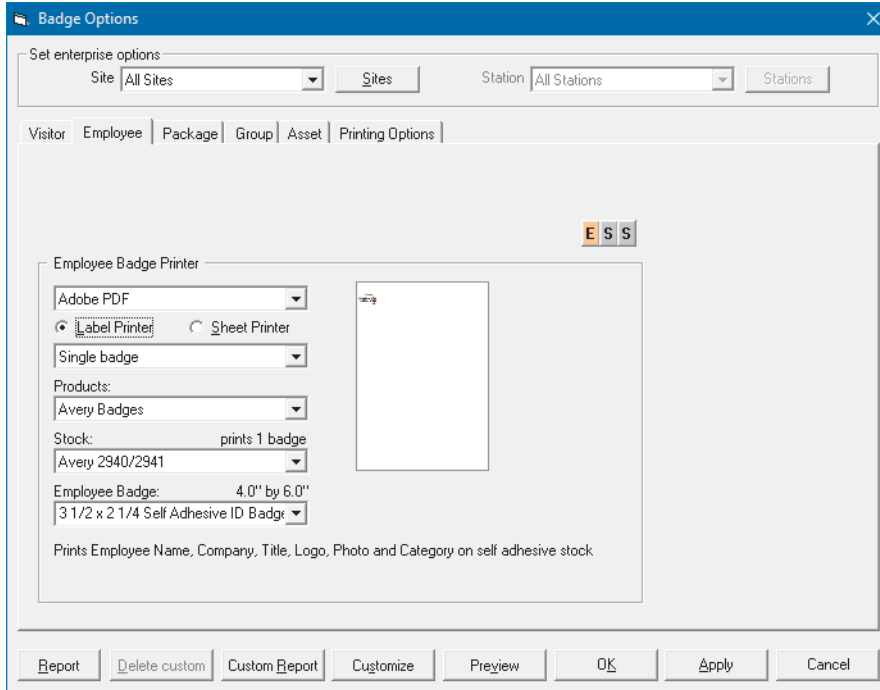 Badge Options
Set enterprise options
Site All Sites Sites Station All Stations Stations
Visitor Employee Package Group Asset Printing Options
E S S
Employee Badge Printer
Adobe PDF
Label Printer Sheet Printer
Single badge
Products:
Avery Badges
Stock: prints 1 badge
Avery 2940/2941
Employee Badge: 4.0'' by 6.0''
3 1/2 x 2 1/4 Self Adhesive ID Badge
Prints Employee Name, Company, Title, Logo, Photo and Category on self adhesive stock
Report Delete custom Custom Report Customize Preview OK Apply Cancel